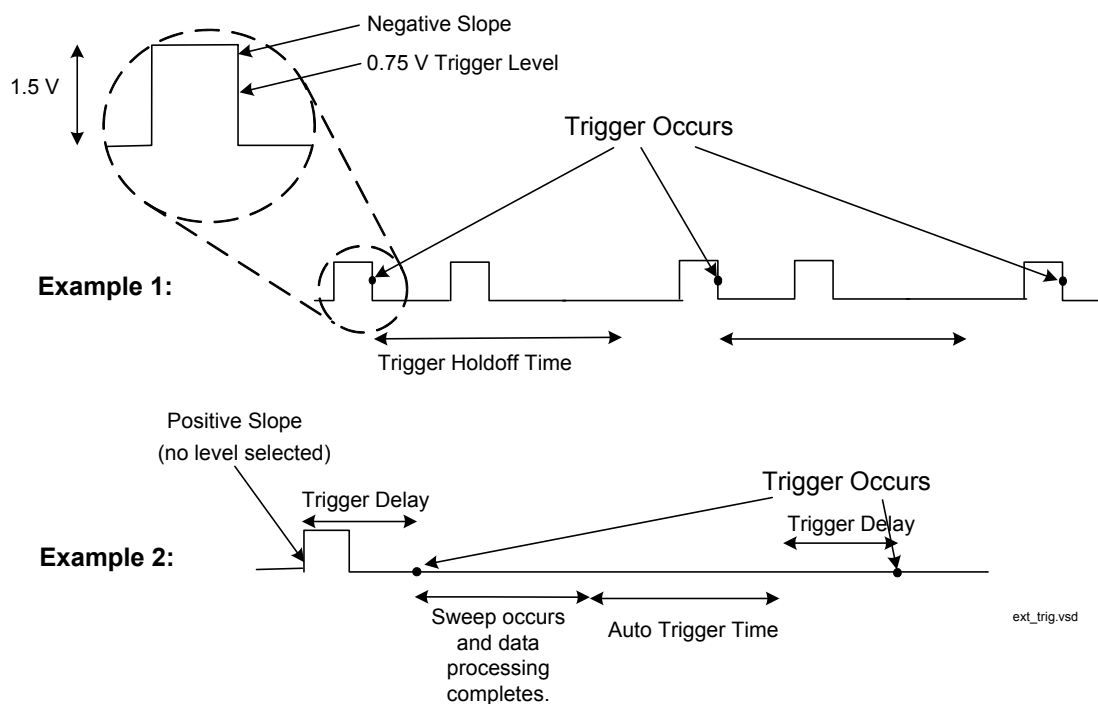 Negative Slope
0.75 V Trigger Level
1.5 V
Trigger Occurs
Example 1:
Trigger Holdoff Time
Positive Slope
(no level selected)
Trigger Delay
Trigger Occurs
Trigger Delay
Example 2:
Sweep occurs
and data
processing
completes.
Auto Trigger Time
ext_trig.vsd